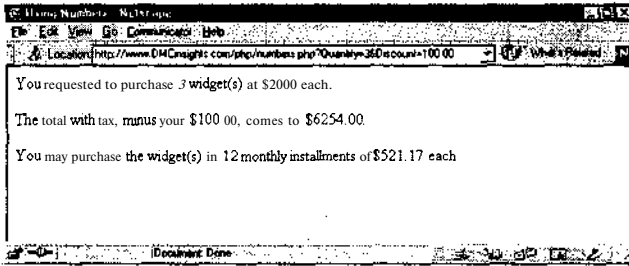 Using Numbers - Netscape
File Edit View Go Communicator Help
Location: http://www.DMCinsights.com/php/numbers.php?Quantity=3&Discount=100.00 What's Related
You requested to purchase 3 widget(s) at $2000 each.
The total with tax, minus your $100 00, comes to $6254.00.
You may purchase the widget(s) in 12 monthly installments of $521.17 each
Document: Done